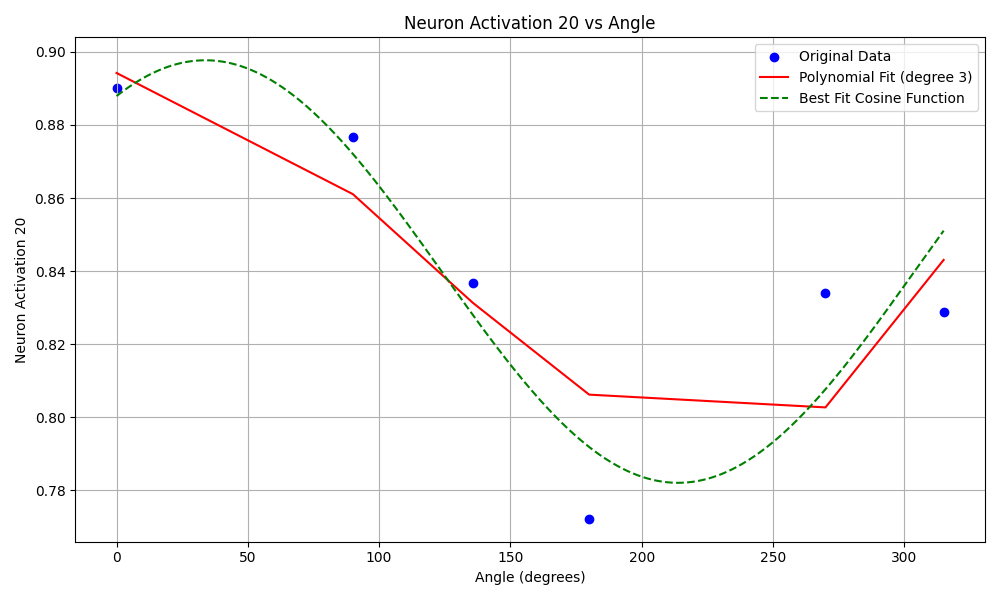 Neuron Activation 20 vs Angle
Original Data
Polynomial Fit (degree 3)
Best Fit Cosine Function
Neuron Activation 20
0.90
0.88
0.86
0.84
0.82
0.80
0.78
0
50
100
150
200
250
300
Angle (degrees)